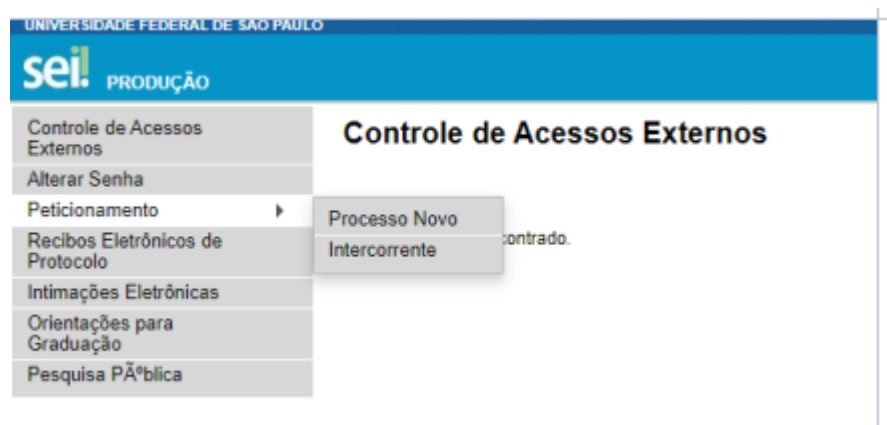 UNIVERSIDADE FEDERAL DE SÃO PAULO
sei! PRODUÇÃO
Controle de Acessos
Externos
Alterar Senha
Peticionamento
Recibos Eletrônicos de
Protocolo
Intimações Eletrônicas
Orientações para
Graduação
Pesquisa PÃºblica
Controle de Acessos Externos
Processo Novo
Intercorrente
contrado.